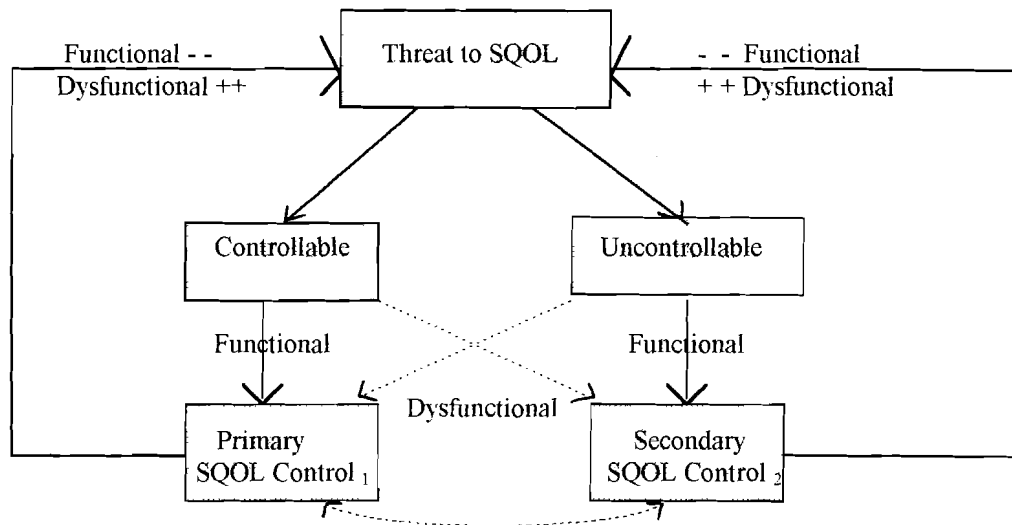 Functional - -
Dysfunctional ++
Threat to SQOL
- - Functional
+ + Dysfunctional
Controllable
Uncontrollable
Functional
Functional
Dysfunctional
Primary
SQOL Control 1
Secondary
SQOL Control 2